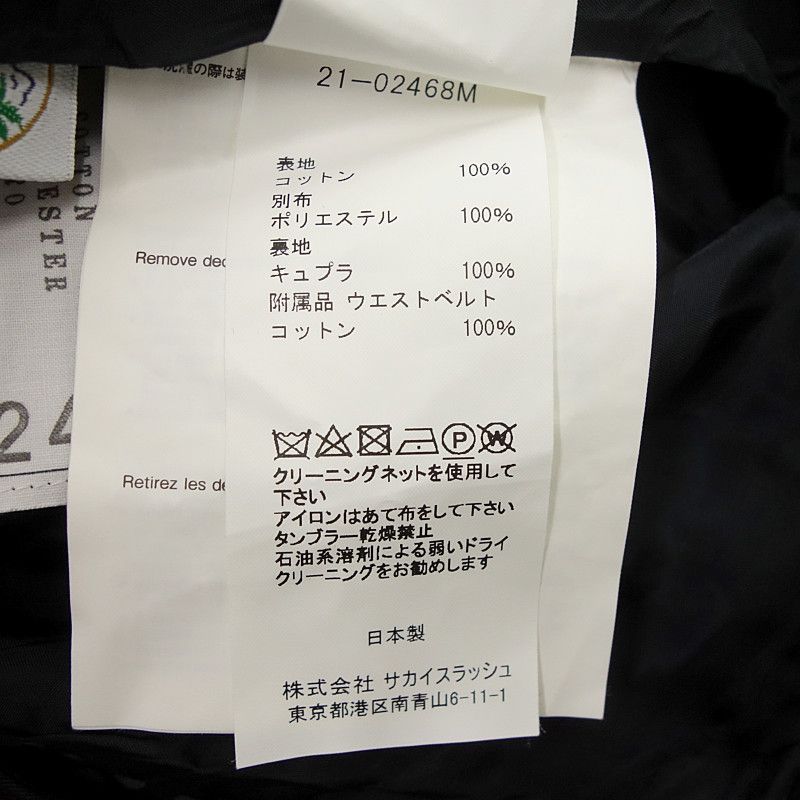 の際は装
21-02468M
表地
コットン 100%
別布
ポリエステル 100%
裏地
キュプラ 100%
附属品 ウエストベルト
コットン 100%
Remove dec
COTTON
ESTER
24
P
W
Retirez les dé
クリーニングネットを使用して
下さい
アイロンはあて布をして下さい
タンブラー乾燥禁止
石油系溶剤による弱いドライ
クリーニングをお勧めします
日本製
株式会社 サカイスラッシュ
東京都港区南青山6-11-1